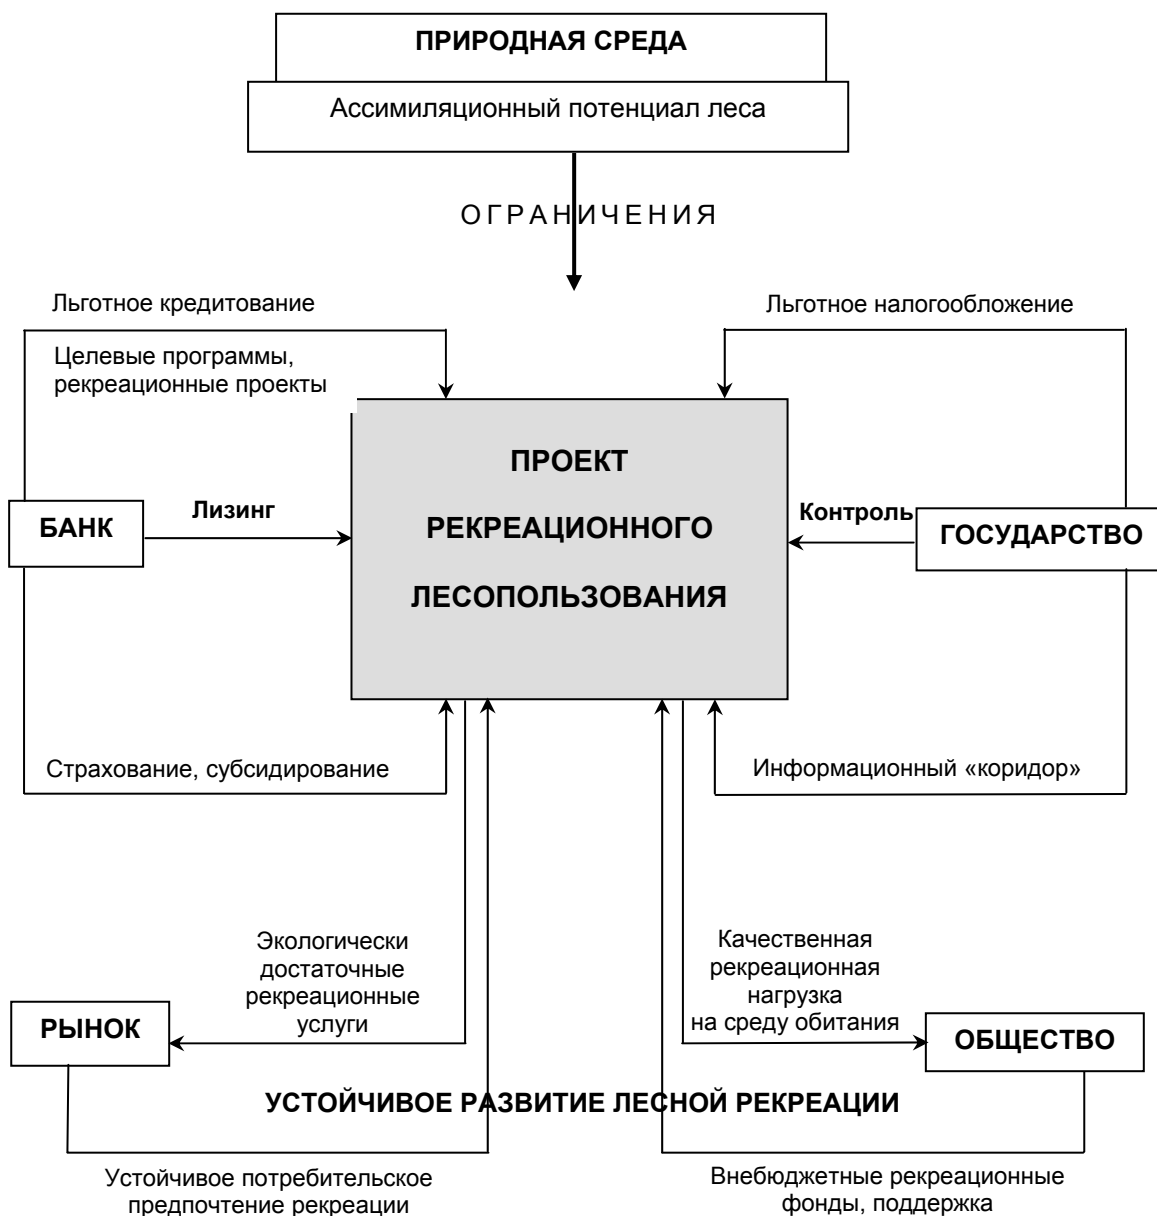 ПРИРОДНАЯ СРЕДА
Ассимиляционный потенциал леса
ОГРАНИЧЕНИЯ
Льготное кредитование
Льготное налогообложение
Целевые программы,
рекреационные проекты
ПРОЕКТ
РЕКРЕАЦИОННОГО
ЛЕСОПОЛЬЗОВАНИЯ
БАНК
Лизинг
Контроль
ГОСУДАРСТВО
Страхование, субсидирование
Информационный «коридор»
Экологически
достаточные
рекреационные
услуги
Качественная
рекреационная
нагрузка
на среду обитания
РЫНОК
ОБЩЕСТВО
УСТОЙЧИВОЕ РАЗВИТИЕ ЛЕСНОЙ РЕКРЕАЦИИ
Устойчивое потребительское
предпочтение рекреации
Внебюджетные рекреационные
фонды, поддержка